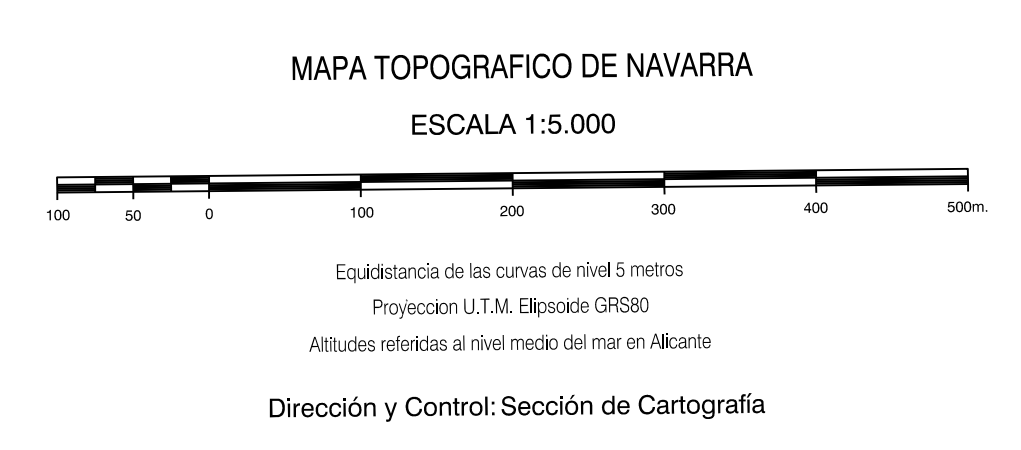 MAPA TOPOGRAFICO DE NAVARRA
ESCALA 1:5.000
100 50 0 100 200 300 400 500m.
Equidistancia de las curvas de nivel 5 metros
Proyeccion U.T.M. Elipsoide GRS80
Altitudes referidas al nivel medio del mar en Alicante
Dirección y Control: Sección de Cartografía